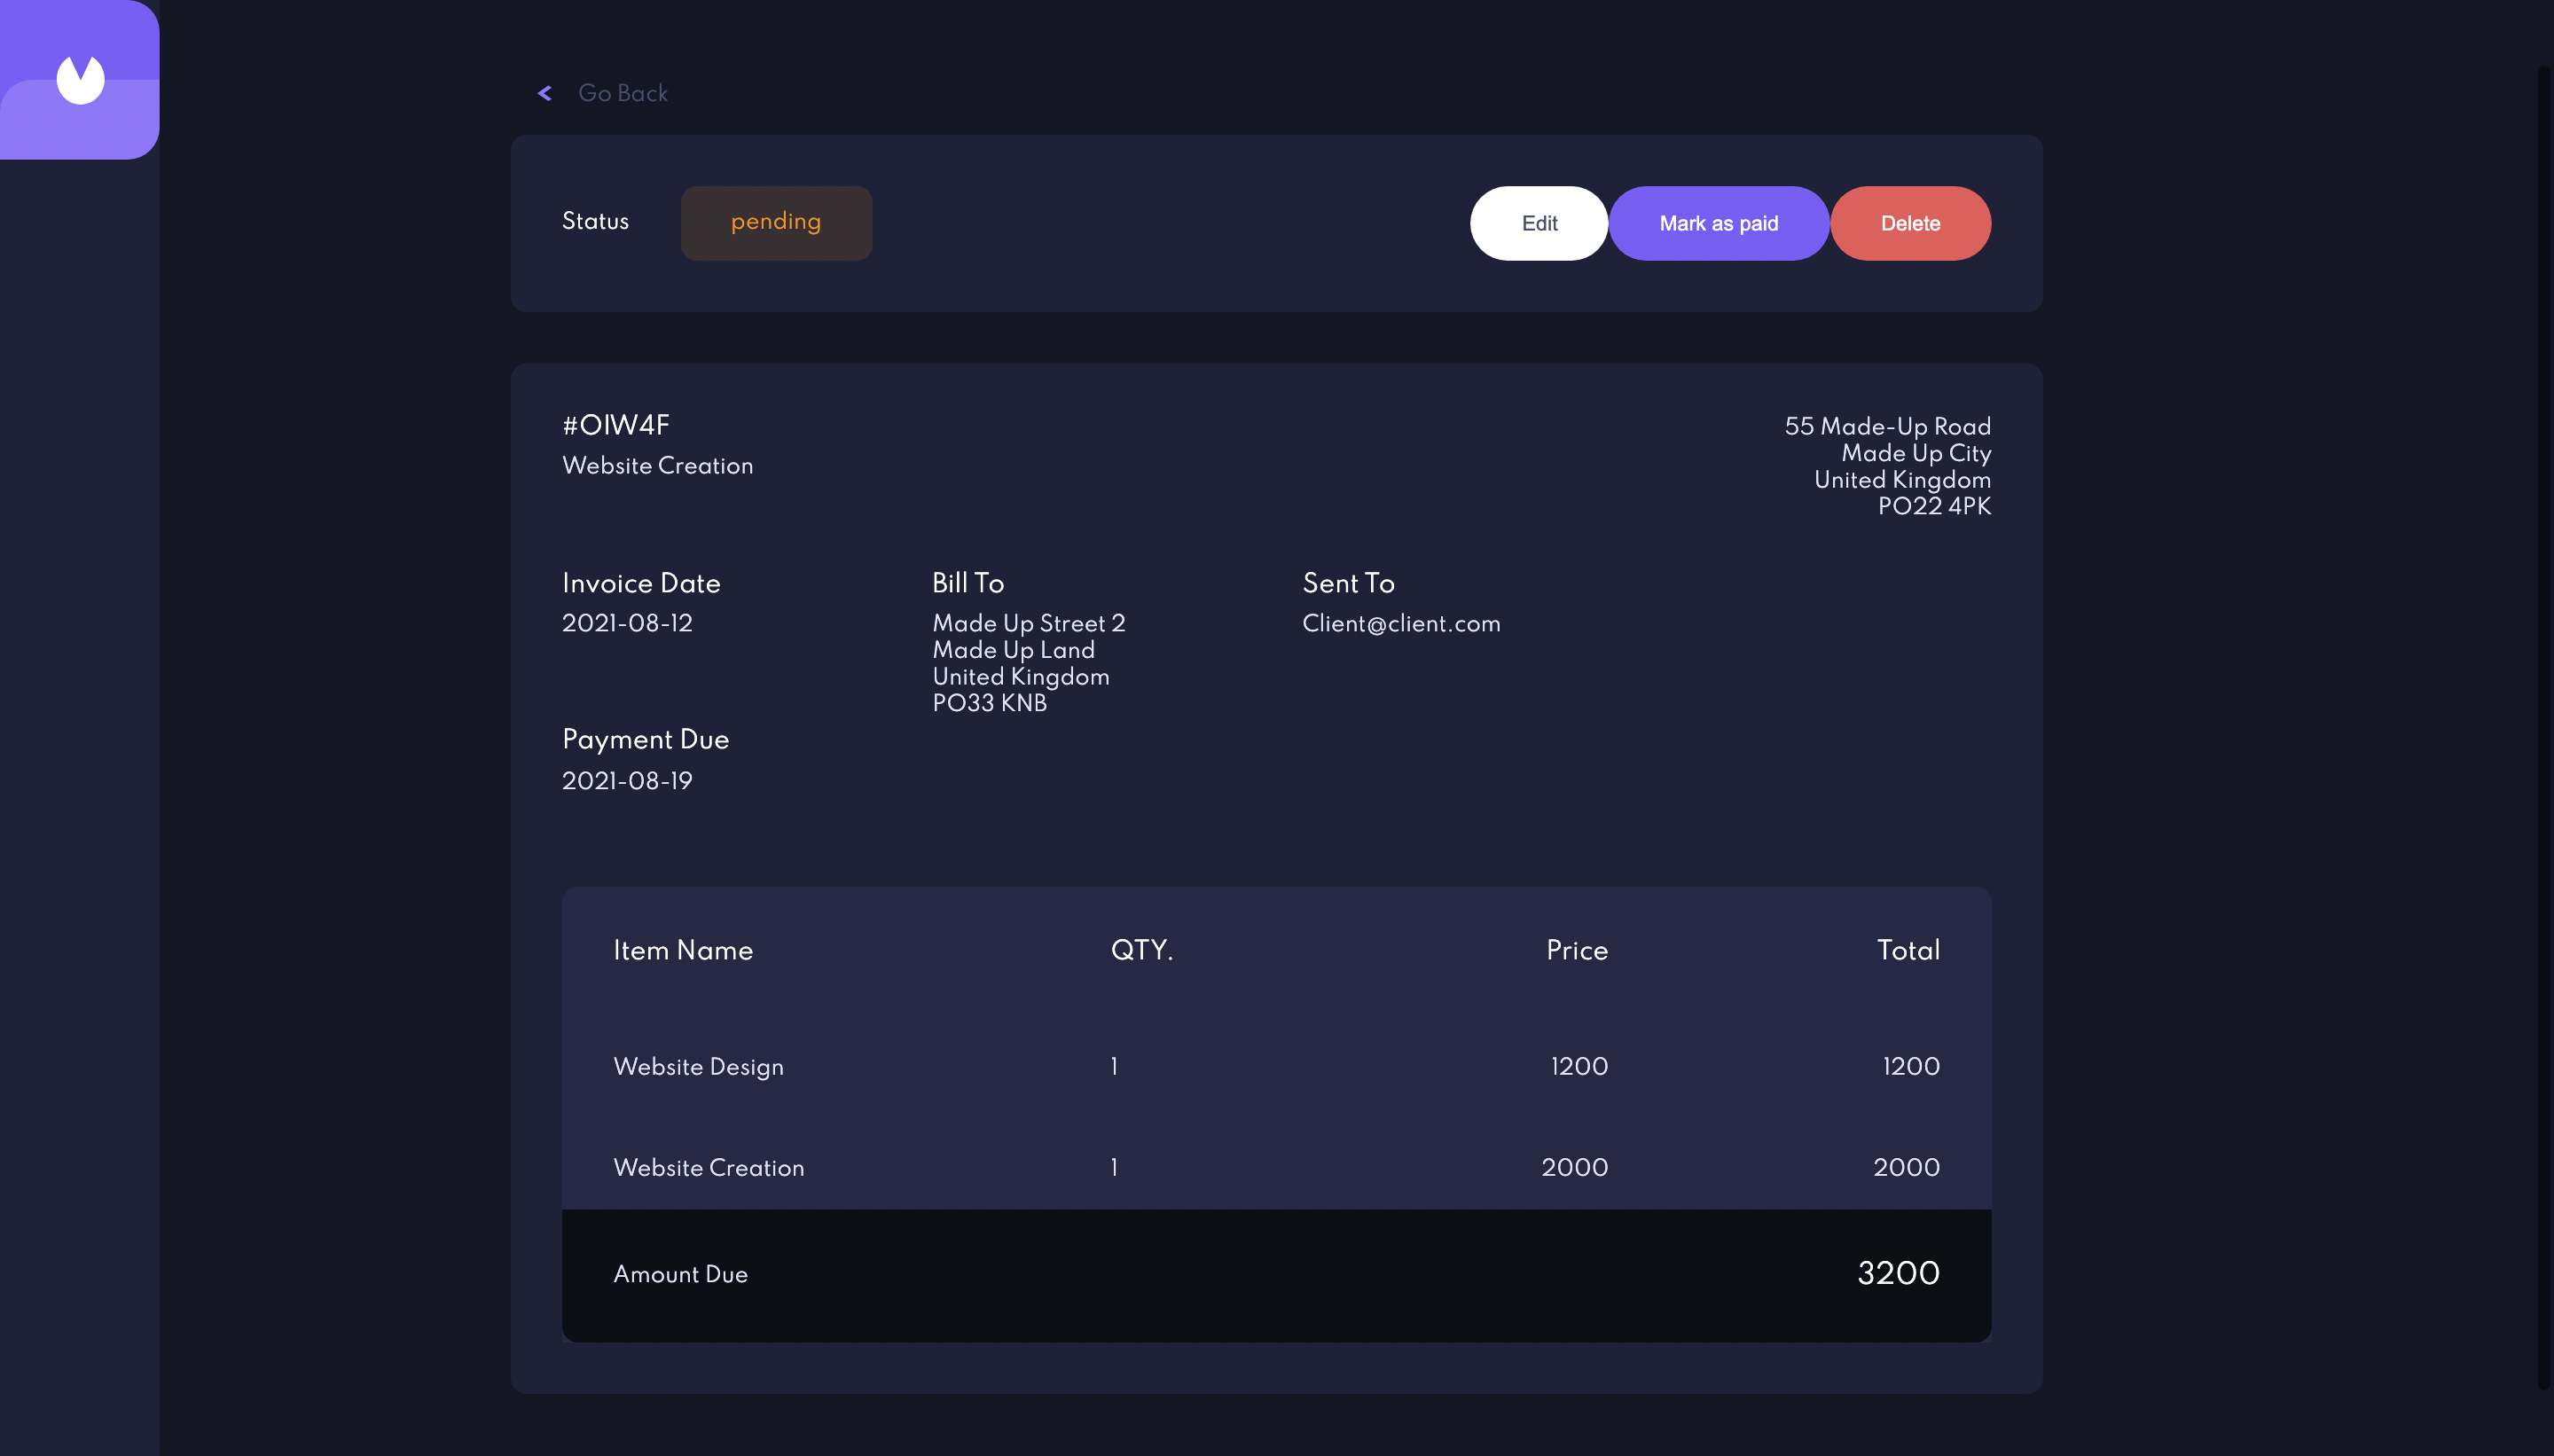 Go Back
Status
pending
Edit
Mark as paid
Delete
#OIW4F
Website Creation
55 Made-Up Road
Made Up City
United Kingdom
PO22 4PK
Invoice Date
2021-08-12
Payment Due
2021-08-19
Bill To
Made Up Street 2
Made Up Land
United Kingdom
PO33 KNB
Sent To
Client@client.com
Item Name QTY. Price Total
Website Design 1 1200 1200
Website Creation 1 2000 2000
Amount Due 3200